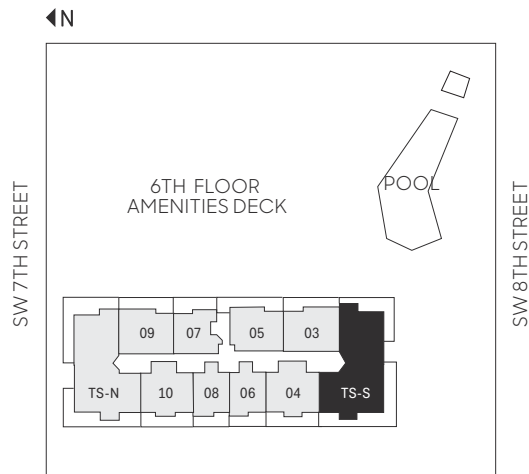 N
6TH FLOOR
AMENITIES DECK
POOL
SW 7TH STREET
SW 8TH STREET
09
07
05
03
TS-N
10
08
06
04
TS-S